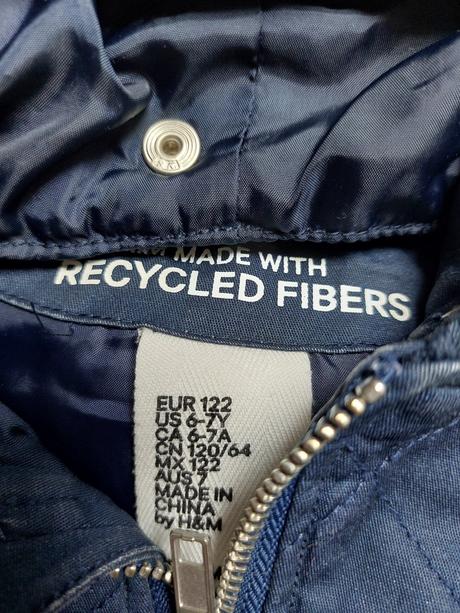 MADE WITH
RECYCLED FIBERS
EUR 122
US 6-7Y
CA 6-7A
CN 120/64
MX 122
AUS 7
MADE IN
CHINA
by H&M